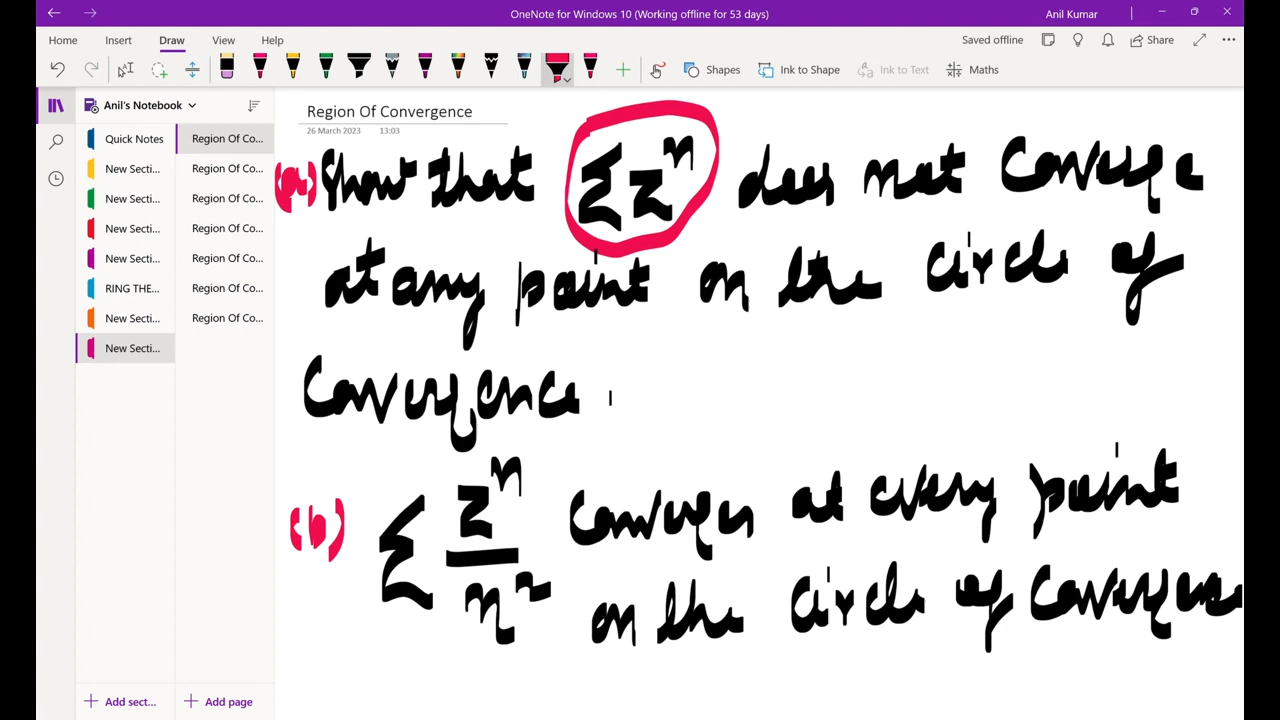 OneNote for Windows 10 (Working offline for 53 days)
Anil Kumar
Home Insert Draw View Help
Saved offline Share
Shapes Ink to Shape Ink to Text Maths
Anil's Notebook
Quick Notes
New Secti...
New Secti...
New Secti...
New Secti...
RING THE...
New Secti...
New Secti...
Add sect...
Region Of Co...
Region Of Co...
Region Of Co...
Region Of Co...
Region Of Co...
Region Of Co...
Region Of Co...
Add page
Region Of Convergence
26 March 2023 13:03
(a) Show that Σ z^n does not converge
at any point on the circle of
Convergence.
(b) Σ z^n/n^2 converges at every point
on the circle of convergence